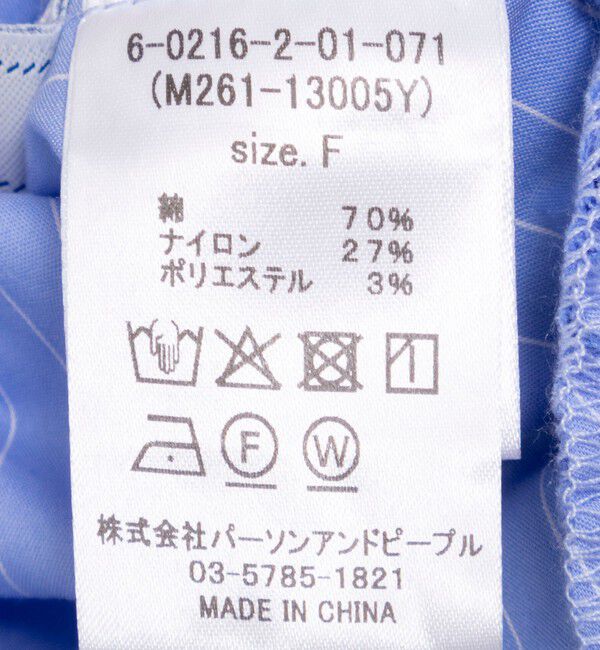 6-0216-2-01-071
(M261-13005Y)
size. F
綿 70%
ナイロン 27%
ポリエステル 3%
F W
株式会社パーソンアンドピープル
03-5785-1821
MADE IN CHINA